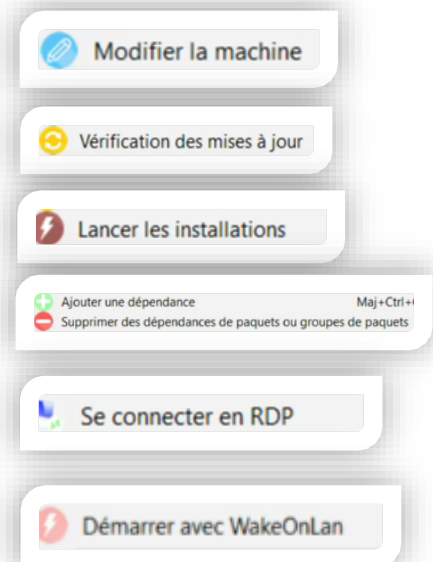 Modifier la machine
Vérification des mises à jour
Lancer les installations
Ajouter une dépendance Maj+Ctrl+
Supprimer des dépendances de paquets ou groupes de paquets
Se connecter en RDP
Démarrer avec WakeOnLan